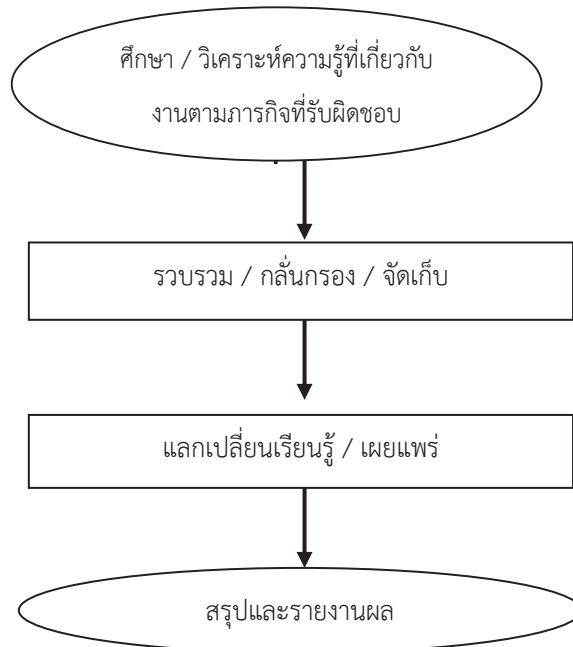 ศึกษา / วิเคราะห์ความรู้ที่เกี่ยวกับ
งานตามภารกิจที่รับผิดชอบ
รวบรวม / กลั่นกรอง / จัดเก็บ
แลกเปลี่ยนเรียนรู้ / เผยแพร่
สรุปและรายงานผล